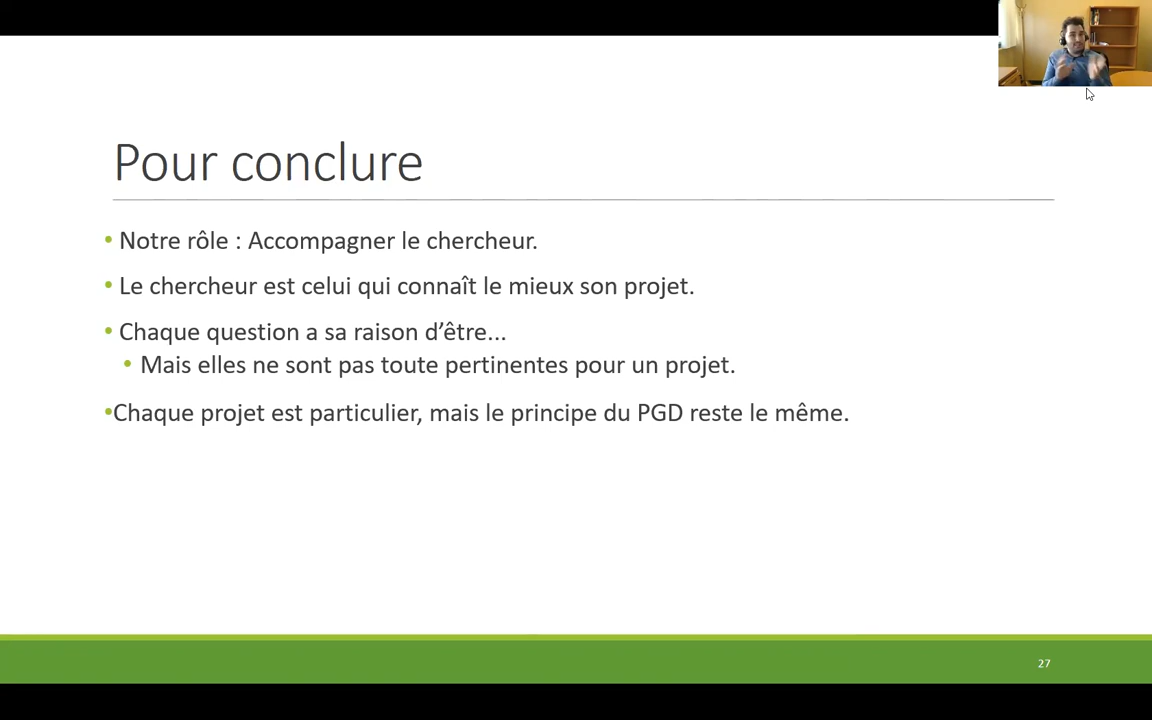 Pour conclure
• Notre rôle : Accompagner le chercheur.
• Le chercheur est celui qui connaît le mieux son projet.
• Chaque question a sa raison d’être...
• Mais elles ne sont pas toute pertinentes pour un projet.
•Chaque projet est particulier, mais le principe du PGD reste le même.
27